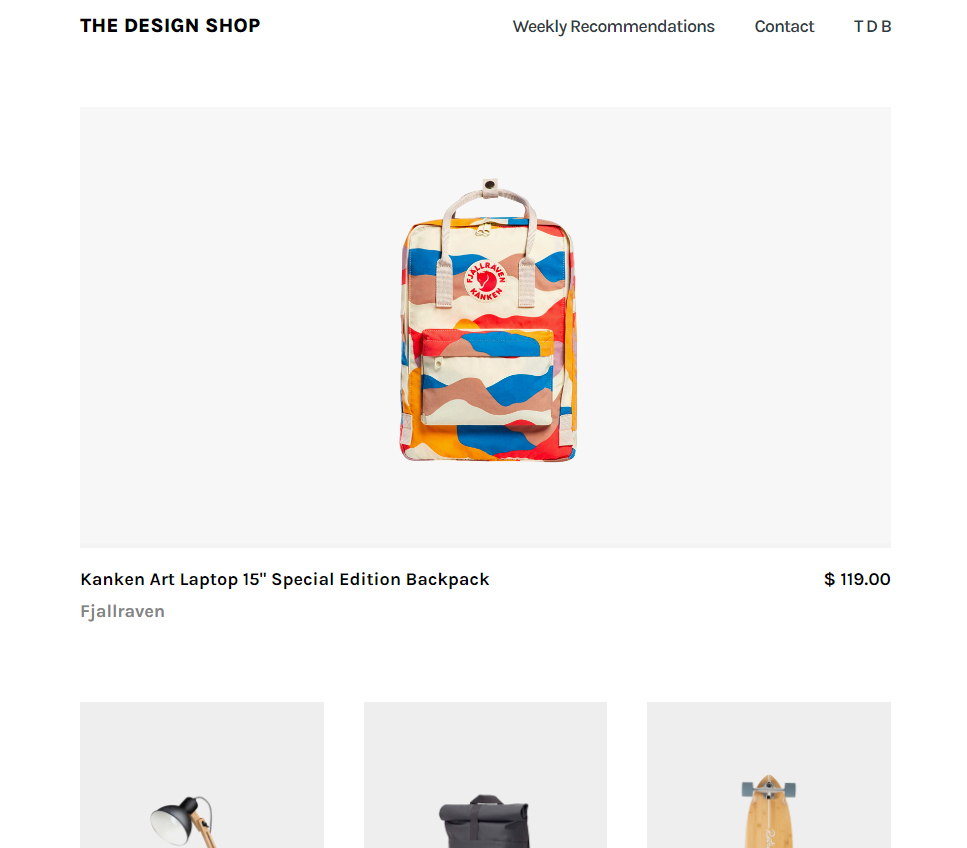 THE DESIGN SHOP
Weekly Recommendations
Contact
T D B
FJALLRAVEN
KANKEN
Kanken Art Laptop 15" Special Edition Backpack
$ 119.00
Fjallraven